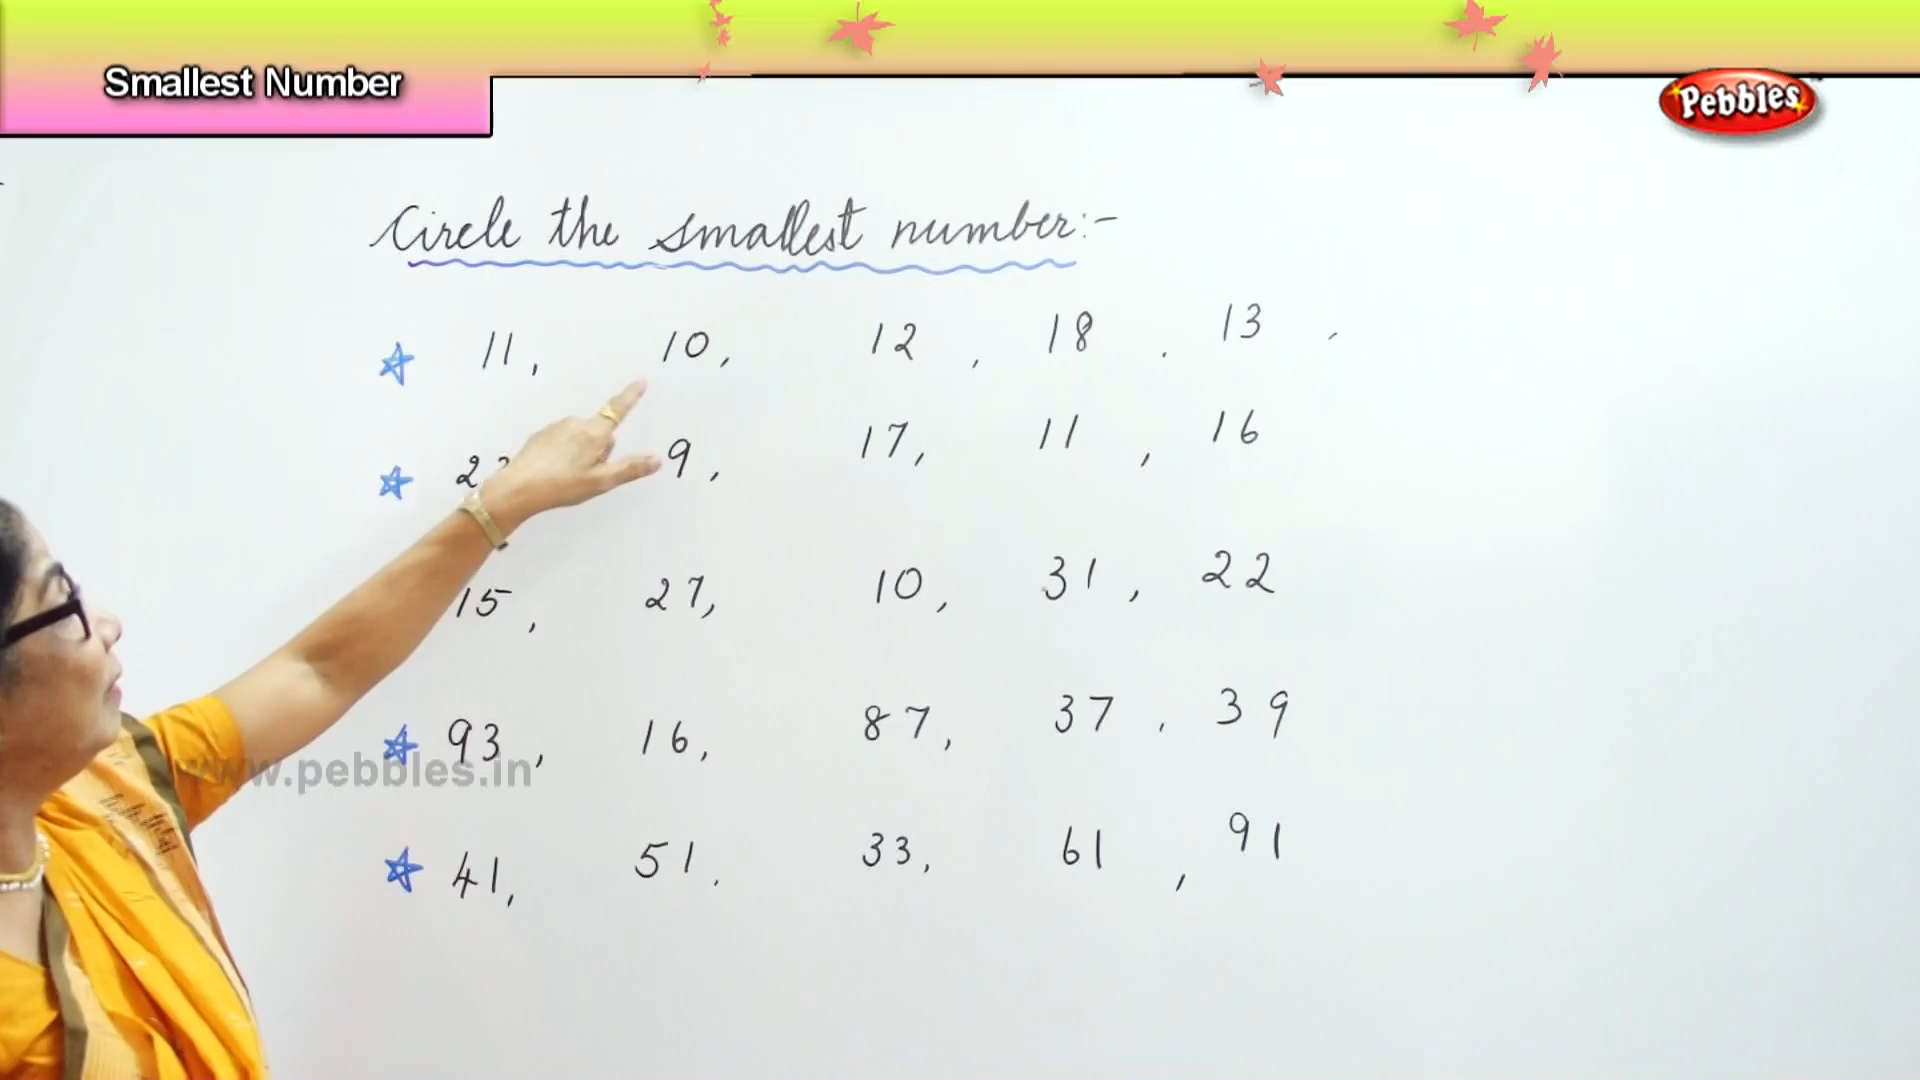 Smallest Number
Pebbles
Circle the smallest number:-
11, 10, 12, 18, 13,
9, 17, 11, 16
15, 27, 10, 31, 22
93, 16, 87, 37, 39
www.pebbles.in
41, 51, 33, 61, 91